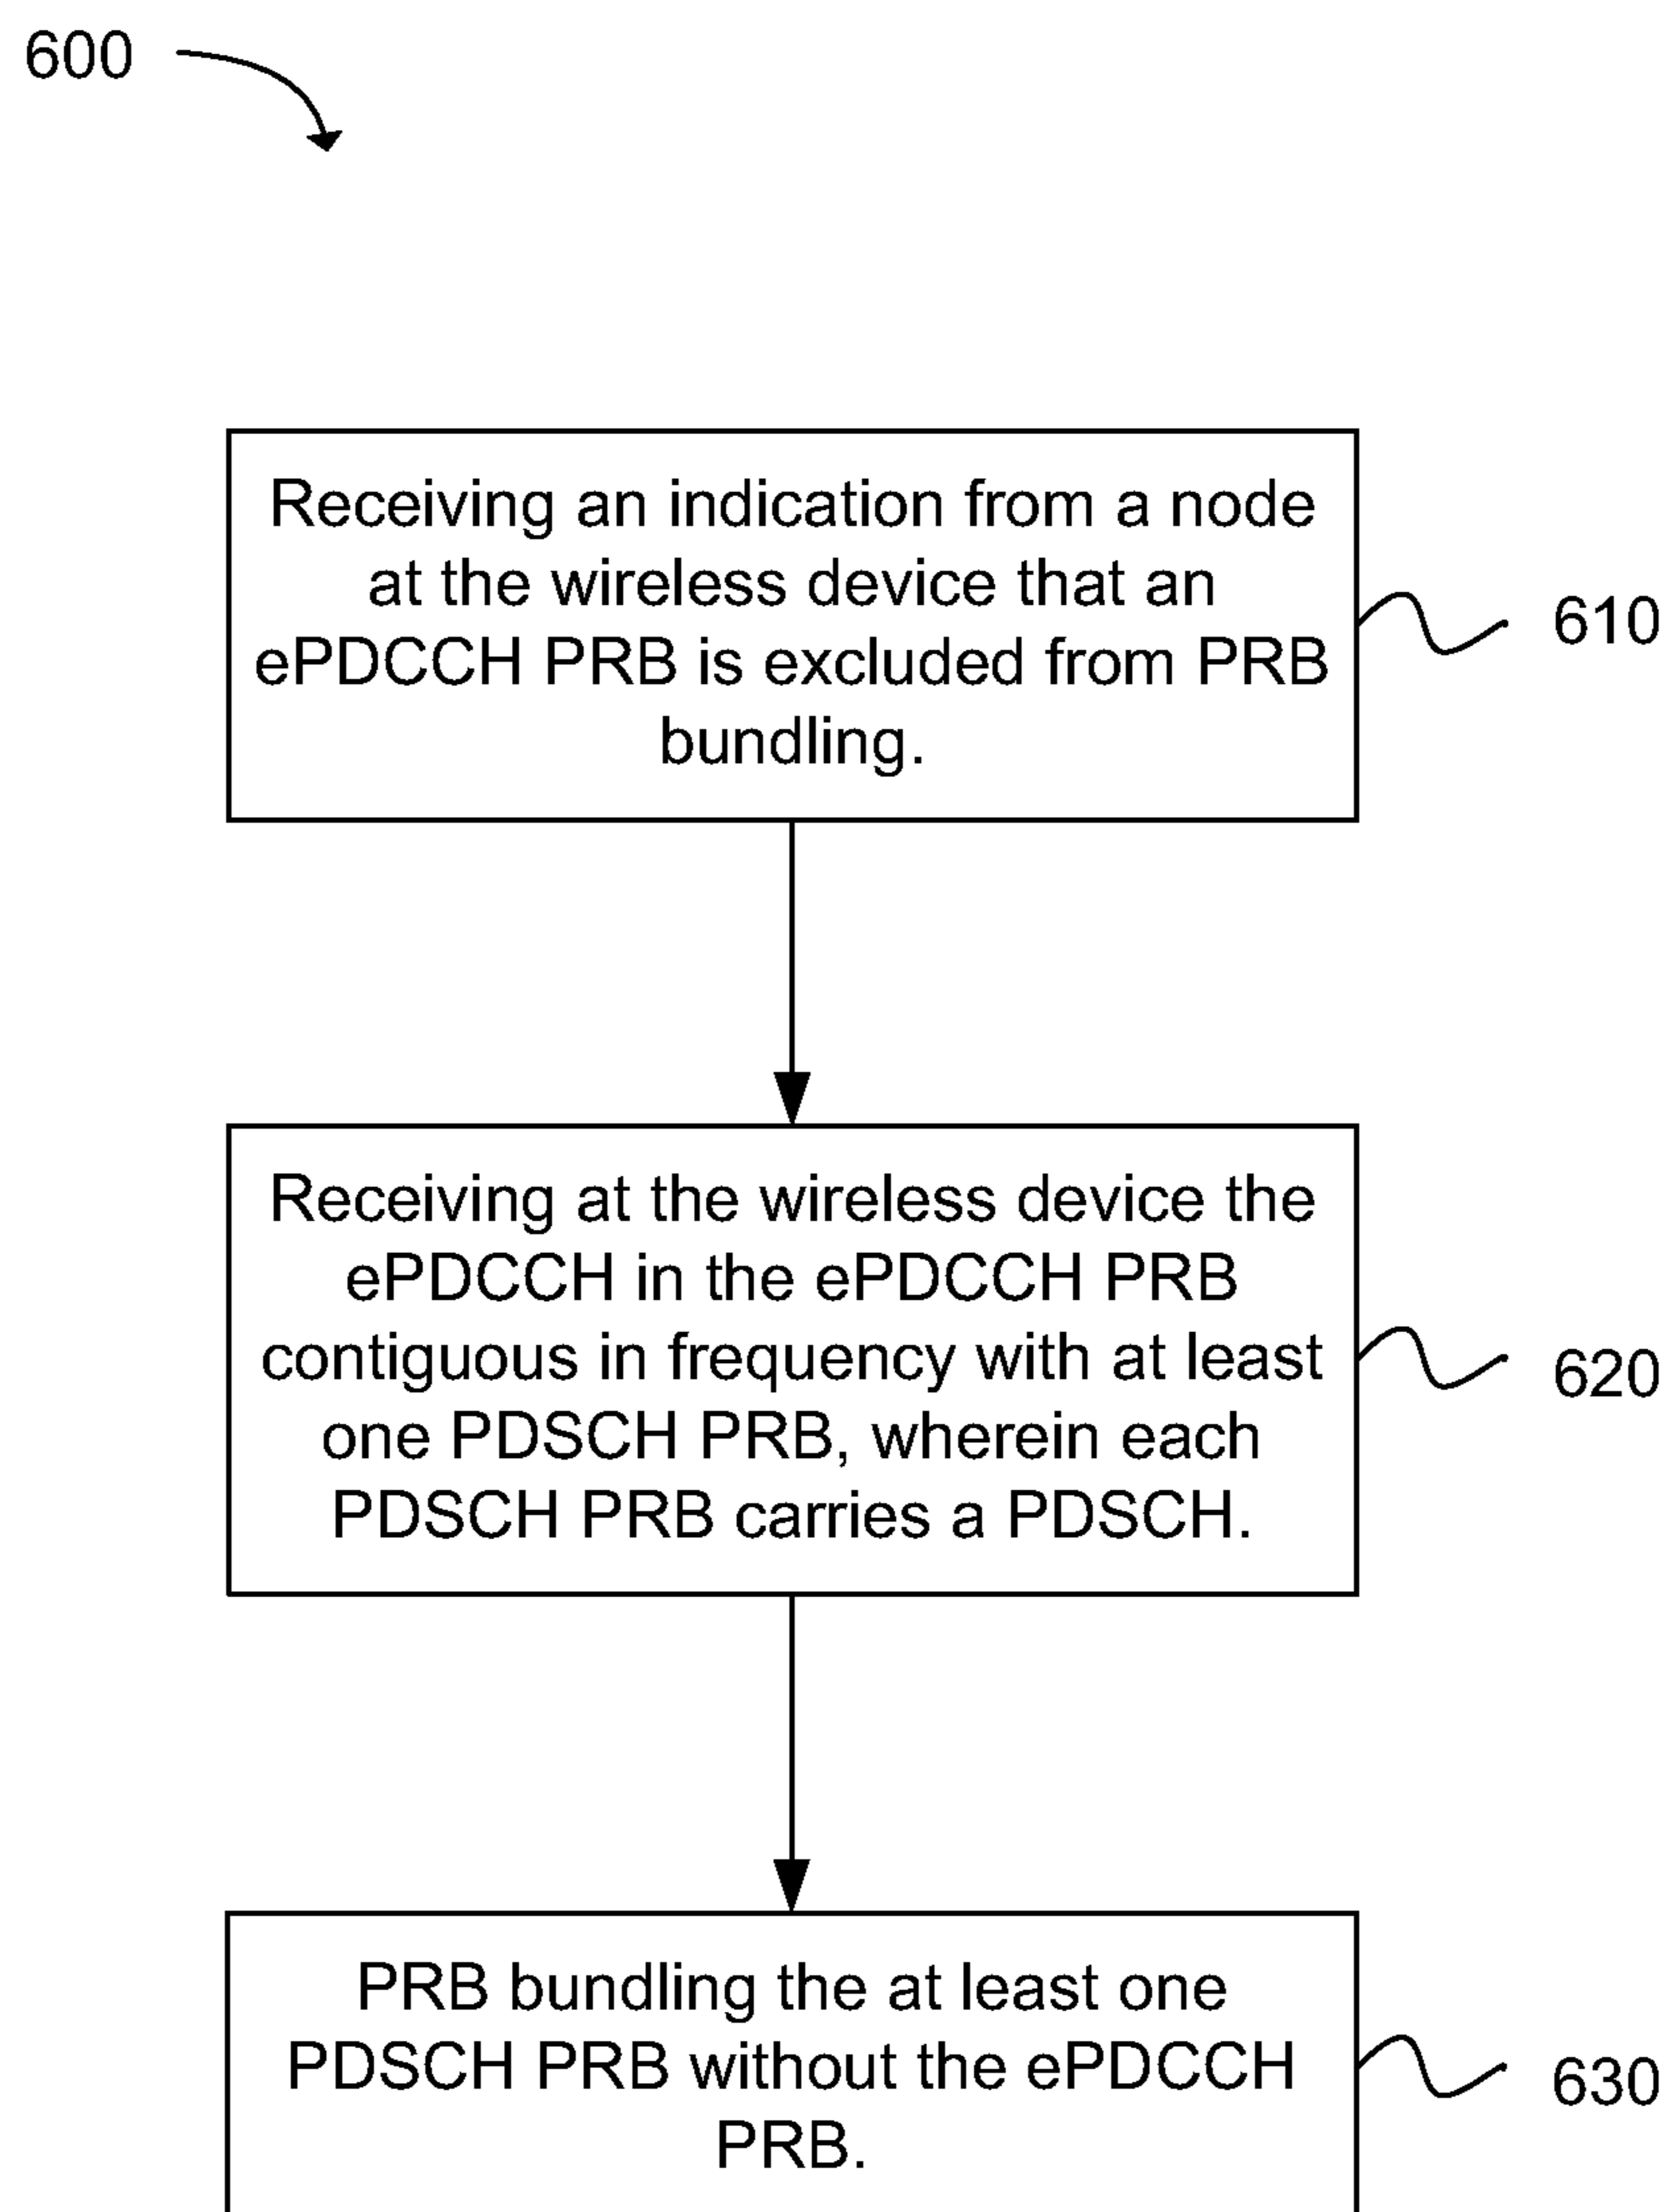 600
Receiving an indication from a node
at the wireless device that an
ePDCCH PRB is excluded from PRB
bundling.
610
Receiving at the wireless device the
ePDCCH in the ePDCCH PRB
contiguous in frequency with at least
one PDSCH PRB, wherein each
PDSCH PRB carries a PDSCH.
620
PRB bundling the at least one
PDSCH PRB without the ePDCCH
PRB.
630